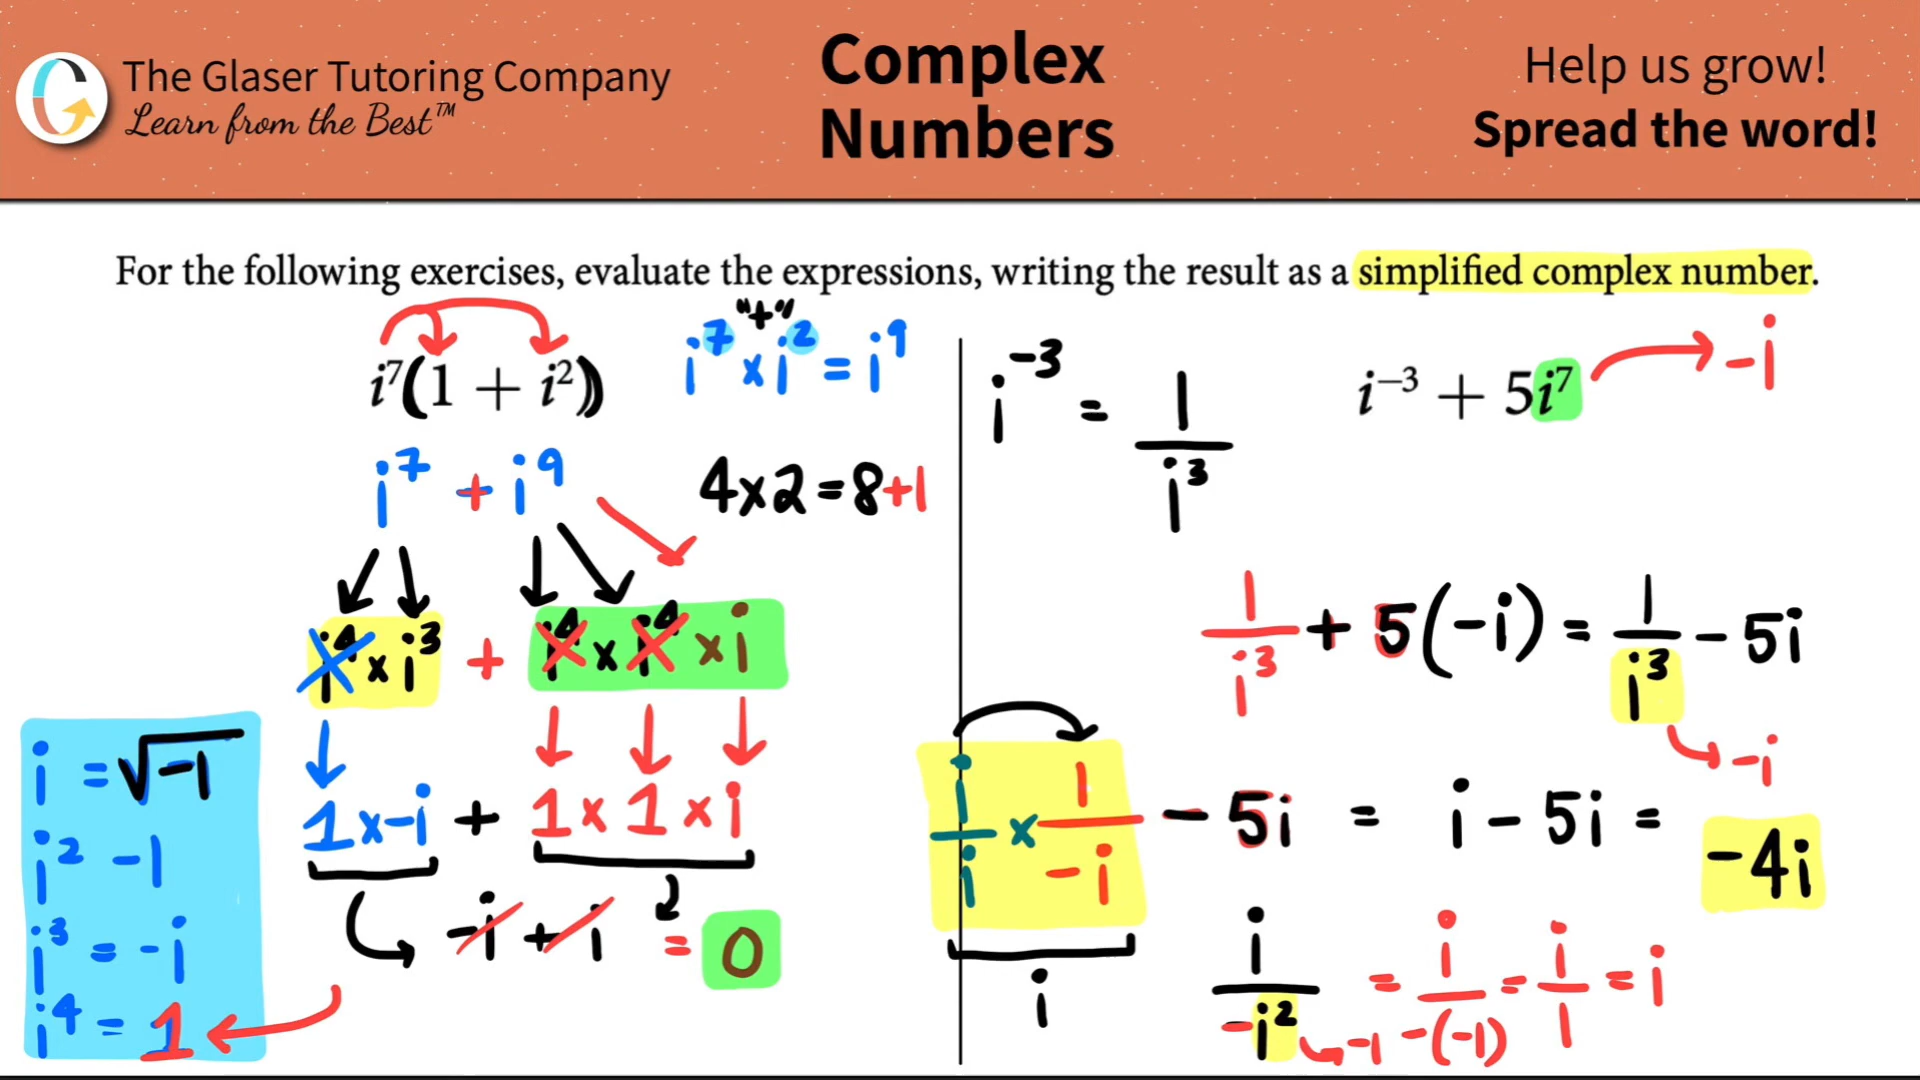 The Glaser Tutoring Company
Learn from the Best™
Complex
Numbers
Help us grow!
Spread the word!
For the following exercises, evaluate the expressions, writing the result as a simplified complex number.
i⁷(1 + i²)
"+"
i⁷ x i² = i⁹
i⁷ + i⁹
4x2=8+1
i⁴ x i³ + i⁴ x i⁴ x i
1 x -i + 1 x 1 x i
-i + i = 0
i = √-1
i² -1
i³ = -i
i⁴ = 1
i⁻³ = 1/i³
i⁻³ + 5i⁷ -i
1/i³ + 5(-i) = 1/i³ - 5i
-i
i/i x 1/-i - 5i = i - 5i = -4i
i
i/-i² = i/-(-1) = i/1 = i
-1